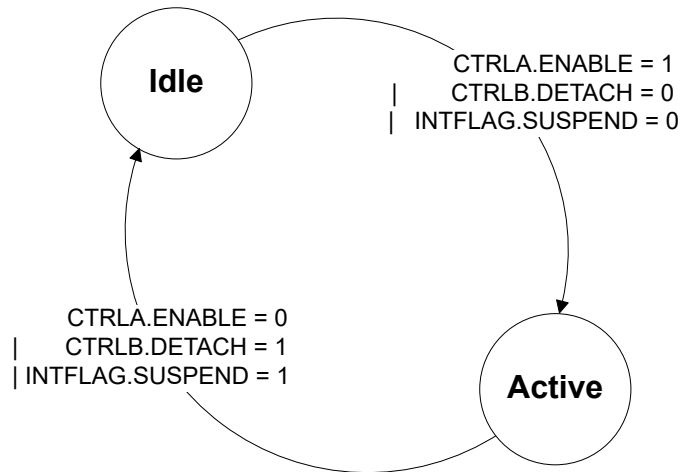 Idle
CTRLA.ENABLE = 1
| CTRLB.DETACH = 0
| INTFLAG.SUSPEND = 0
CTRLA.ENABLE = 0
| CTRLB.DETACH = 1
| INTFLAG.SUSPEND = 1
Active